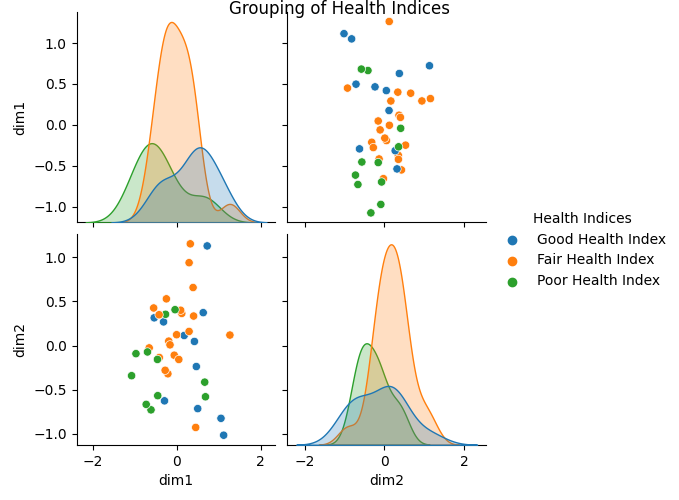 Grouping of Health Indices
1.0
0.5
0.0
−0.5
−1.0
dim1
Health Indices
Good Health Index
Fair Health Index
Poor Health Index
1.0
0.5
0.0
−0.5
−1.0
dim2
−2 0 2
dim1
−2 0 2
dim2